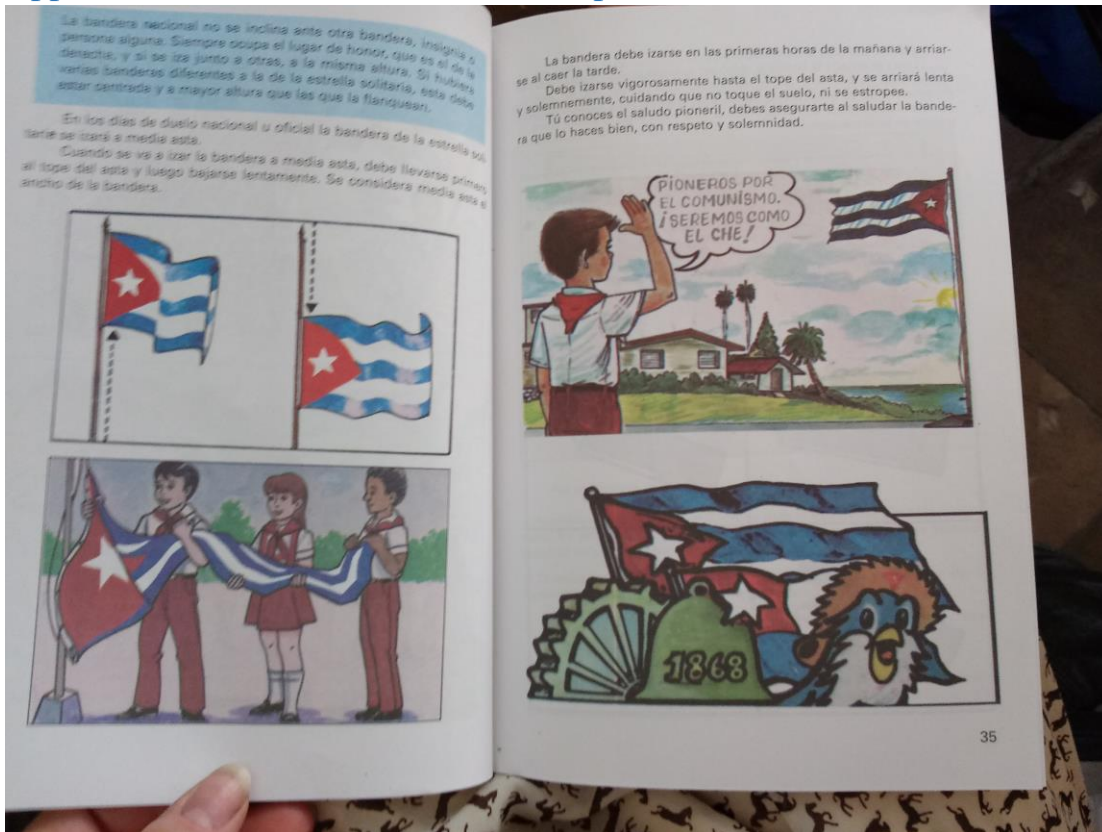 La bandera nacional no se inclina ante otra bandera, insignia o
persona alguna. Siempre ocupa el lugar de honor, que es el de la
derecha, y si se iza junto a otras, a la misma altura. Si hubiera
varias banderas diferentes a la de la estrella solitaria, esta debe
estar centrada y a mayor altura que las que la flanquean.
En los días de duelo nacional u oficial la bandera de la estrella soli-
taria se izará a media asta.
Cuando se va a izar la bandera a media asta, debe llevarse primero
al tope del asta y luego bajarse lentamente. Se considera media asta el
ancho de la bandera.
La bandera debe izarse en las primeras horas de la mañana y arriar-
se al caer la tarde.
Debe izarse vigorosamente hasta el tope del asta, y se arriará lenta
y solemnemente, cuidando que no toque el suelo, ni se estropee.
Tú conoces el saludo pioneril, debes asegurarte al saludar la bande-
ra que lo haces bien, con respeto y solemnidad.
PIONEROS POR
EL COMUNISMO.
¡SEREMOS COMO
EL CHE!
1868
35